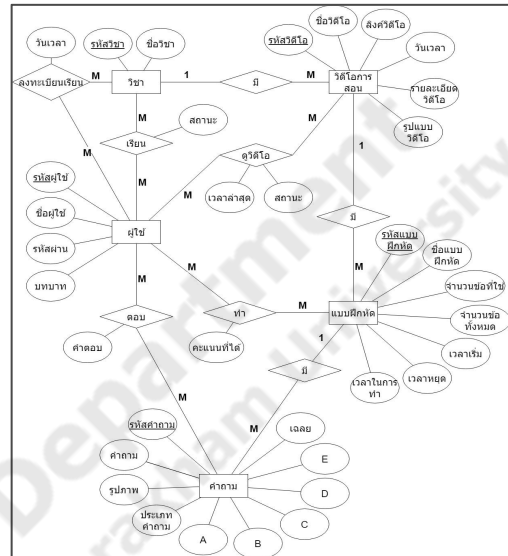 วันเวลา
รหัสวิชา
ชื่อวิชา
ชื่อวิดีโอ
ลิงค์วิดีโอ
รหัสวิดีโอ
วันเวลา
ลงทะเบียนเรียน
M
วิชา
1
มี
M
วิดีโอการ
สอน
รายละเอียด
วิดีโอ
รูปแบบ
วิดีโอ
M
สถานะ
M
เรียน
ดูวิดีโอ
1
M
M
M
เวลาล่าสุด
สถานะ
รหัสผู้ใช้
ชื่อผู้ใช้
ผู้ใช้
มี
รหัสผ่าน
บทบาท
รหัสแบบ
ฝึกหัด
ชื่อแบบ
ฝึกหัด
M
M
M
จำนวนข้อที่ใช้
ตอบ
ทำ
M
แบบฝึกหัด
จำนวนข้อ
ทั้งหมด
คำตอบ
คะแนนที่ได้
1
เวลาเริ่ม
มี
เวลาในการ
ทำ
เวลาหยุด
M
รหัสคำถาม
M
เฉลย
คำถาม
E
รูปภาพ
คำถาม
D
ประเภท
คำถาม
C
A
B
Department
University